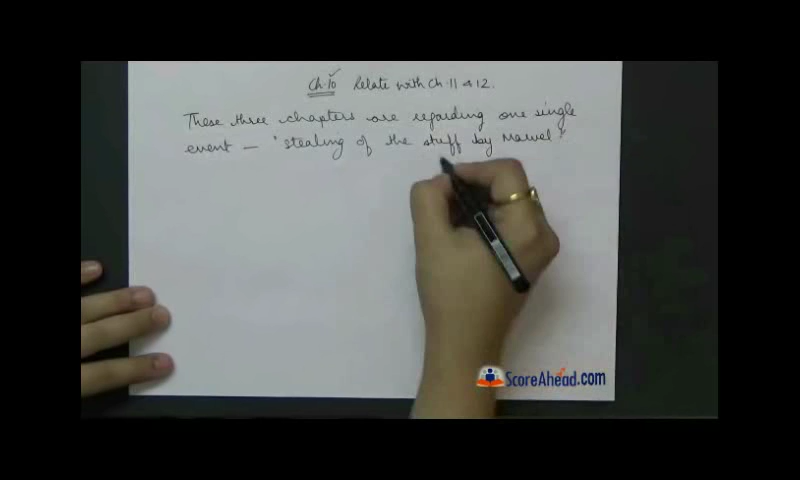 Ch.10 Relate with Ch.11 & 12.
These three chapters are regarding one single
event — 'stealing of the stuff by Marvel'
ScoreAhead.com